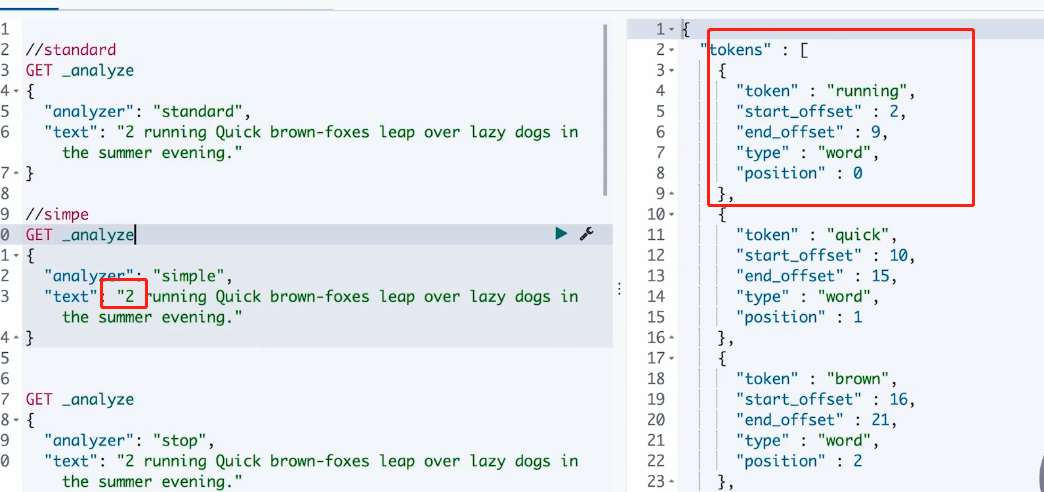 1
2 //standard
3 GET _analyze
4 {
5 "analyzer": "standard",
6 "text": "2 running Quick brown-foxes leap over lazy dogs in
the summer evening."
7 }
8
9 //simpe
0 GET _analyze
1 {
2 "analyzer": "simple",
3 "text": "2 running Quick brown-foxes leap over lazy dogs in
the summer evening."
4 }
5
6
7 GET _analyze
8 {
9 "analyzer": "stop",
0 "text": "2 running Quick brown-foxes leap over lazy dogs in
the summer evening."
1 {
2 "tokens" : [
3 {
4 "token" : "running",
5 "start_offset" : 2,
6 "end_offset" : 9,
7 "type" : "word",
8 "position" : 0
9 },
10 {
11 "token" : "quick",
12 "start_offset" : 10,
13 "end_offset" : 15,
14 "type" : "word",
15 "position" : 1
16 },
17 {
18 "token" : "brown",
19 "start_offset" : 16,
20 "end_offset" : 21,
21 "type" : "word",
22 "position" : 2
23 },